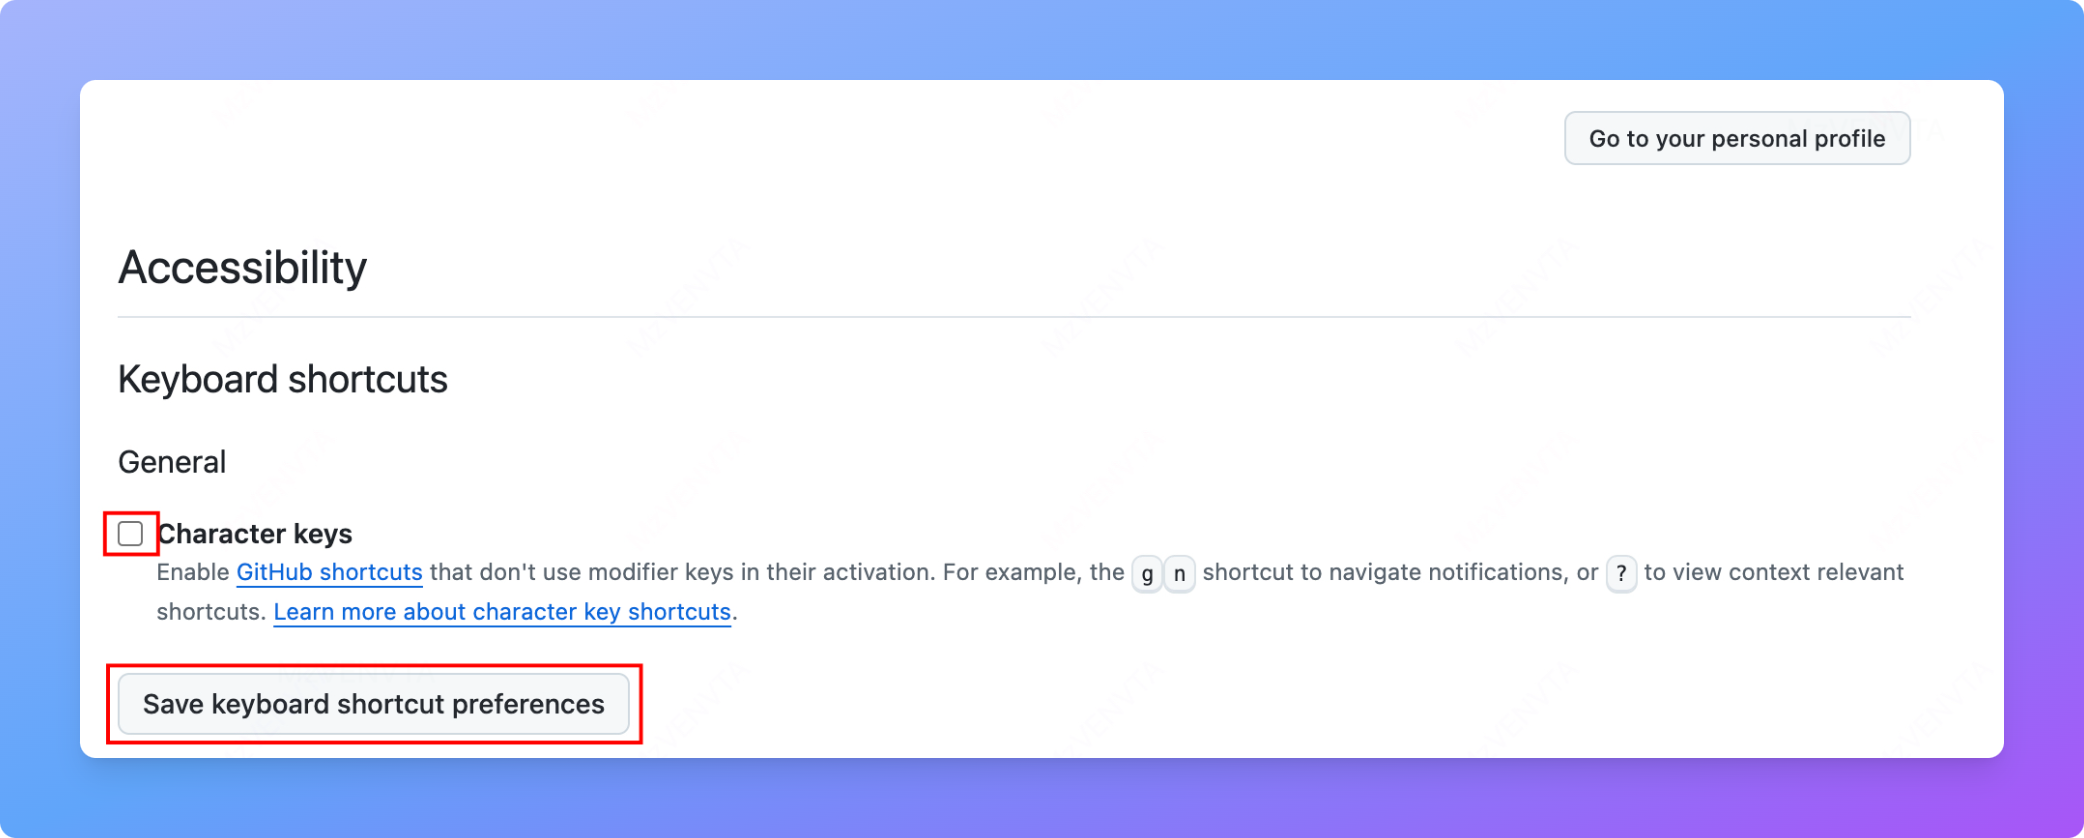 Go to your personal profile
Accessibility
Keyboard shortcuts
General
Character keys
Enable GitHub shortcuts that don't use modifier keys in their activation. For example, the g n shortcut to navigate notifications, or ? to view context relevant
shortcuts. Learn more about character key shortcuts.
Save keyboard shortcut preferences